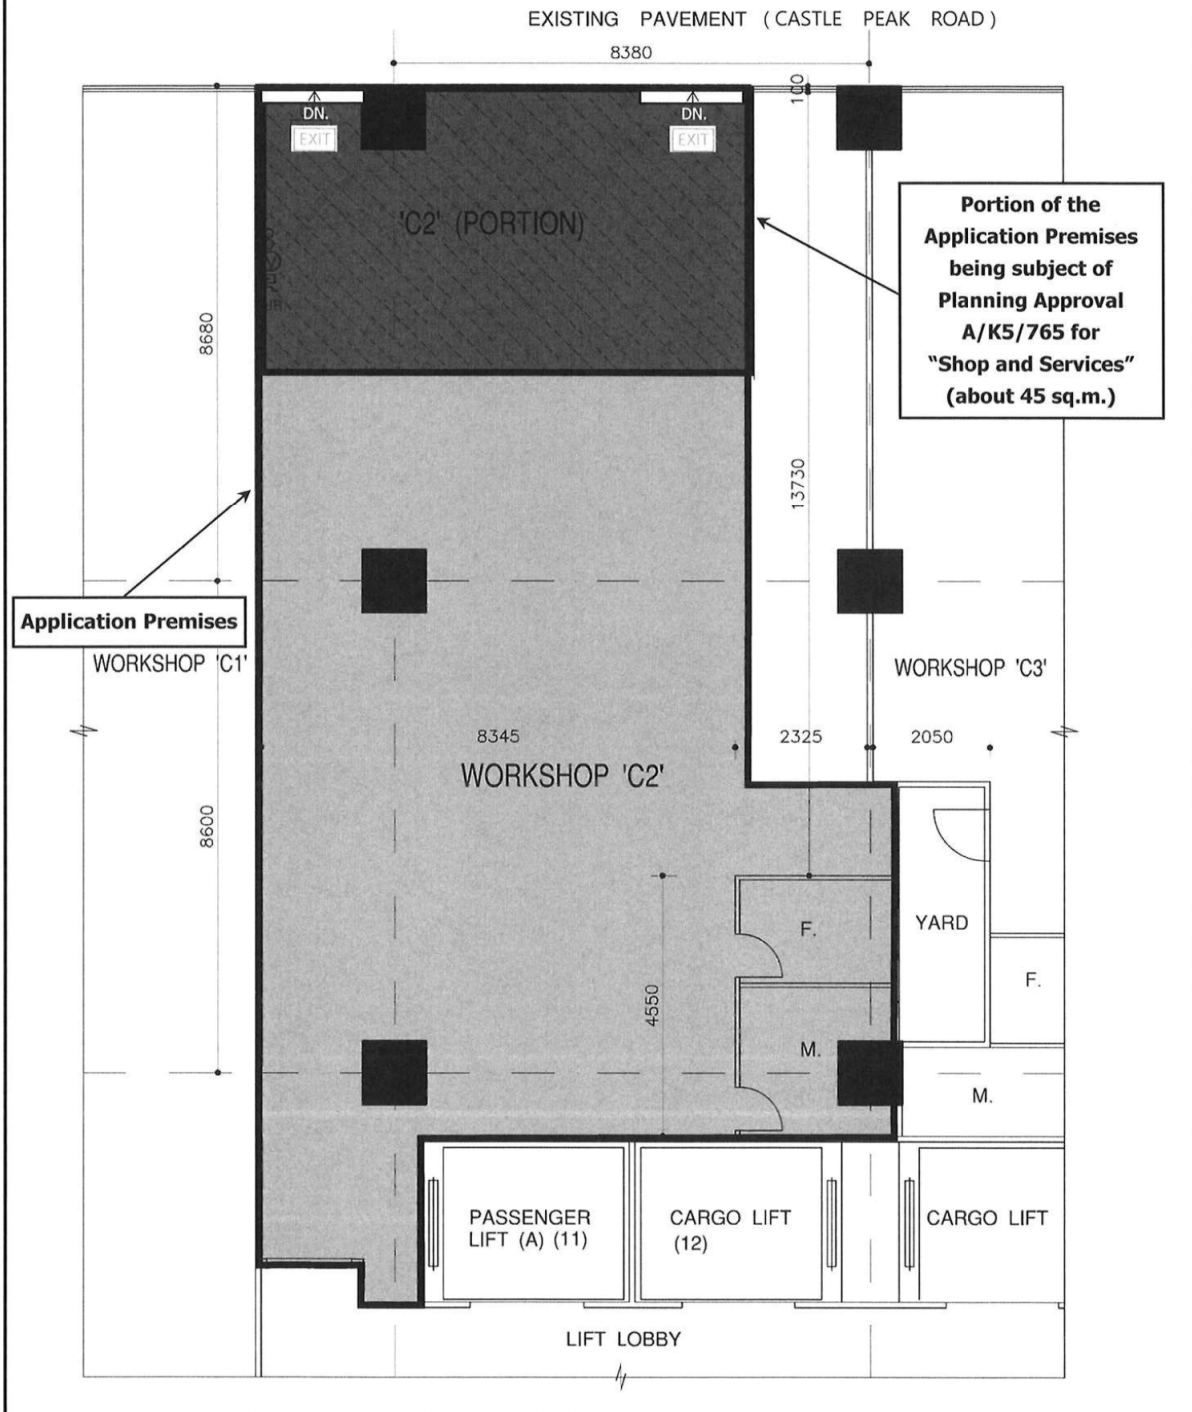 EXISTING PAVEMENT ( CASTLE PEAK ROAD )
8380
100
DN.
EXIT
DN.
EXIT
'C2' (PORTION)
Portion of the
Application Premises
being subject of
Planning Approval
A/K5/765 for
“Shop and Services”
(about 45 sq.m.)
8680
13730
Application Premises
WORKSHOP 'C1'
WORKSHOP 'C3'
8345
2325
2050
WORKSHOP 'C2'
8600
F.
YARD
4550
F.
M.
M.
PASSENGER
LIFT (A) (11)
CARGO LIFT
(12)
CARGO LIFT
LIFT LOBBY